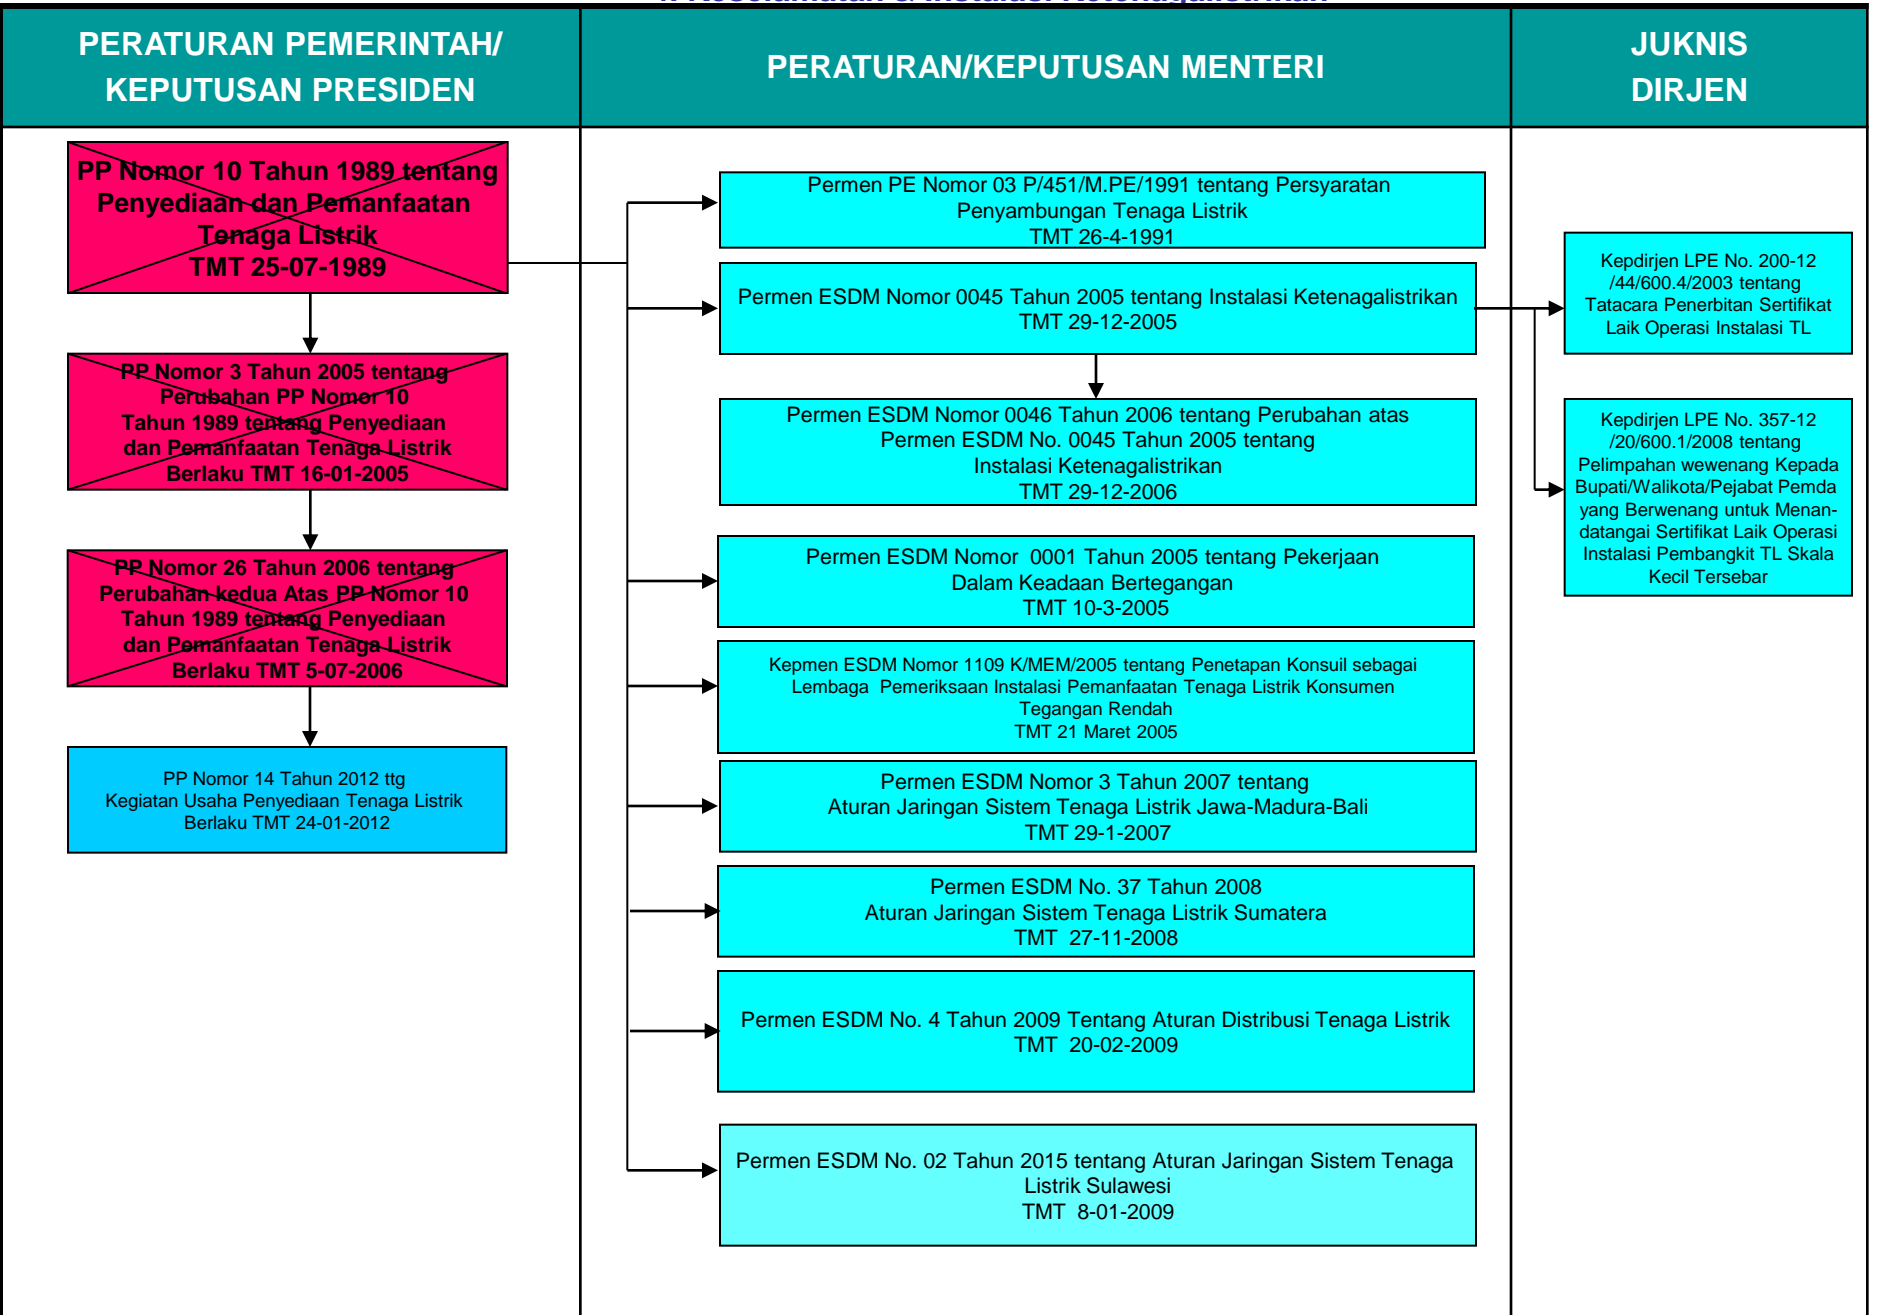 Keselamatan & Instalasi Ketenagalistrikan
PERATURAN PEMERINTAH/
KEPUTUSAN PRESIDEN
PERATURAN/KEPUTUSAN MENTERI
JUKNIS
DIRJEN
PP Nomor 10 Tahun 1989 tentang
Penyediaan dan Pemanfaatan
Tenaga Listrik
TMT 25-07-1989
PP Nomor 3 Tahun 2005 tentang
Perubahan PP Nomor 10
Tahun 1989 tentang Penyediaan
dan Pemanfaatan Tenaga Listrik
Berlaku TMT 16-01-2005
PP Nomor 26 Tahun 2006 tentang
Perubahan kedua Atas PP Nomor 10
Tahun 1989 tentang Penyediaan
dan Pemanfaatan Tenaga Listrik
Berlaku TMT 5-07-2006
PP Nomor 14 Tahun 2012 ttg
Kegiatan Usaha Penyediaan Tenaga Listrik
Berlaku TMT 24-01-2012
Permen PE Nomor 03 P/451/M.PE/1991 tentang Persyaratan
Penyambungan Tenaga Listrik
TMT 26-4-1991
Permen ESDM Nomor 0045 Tahun 2005 tentang Instalasi Ketenagalistrikan
TMT 29-12-2005
Permen ESDM Nomor 0046 Tahun 2006 tentang Perubahan atas
Permen ESDM No. 0045 Tahun 2005 tentang
Instalasi Ketenagalistrikan
TMT 29-12-2006
Permen ESDM Nomor 0001 Tahun 2005 tentang Pekerjaan
Dalam Keadaan Bertegangan
TMT 10-3-2005
Kepmen ESDM Nomor 1109 K/MEM/2005 tentang Penetapan Konsuil sebagai
Lembaga Pemeriksaan Instalasi Pemanfaatan Tenaga Listrik Konsumen
Tegangan Rendah
TMT 21 Maret 2005
Permen ESDM Nomor 3 Tahun 2007 tentang
Aturan Jaringan Sistem Tenaga Listrik Jawa-Madura-Bali
TMT 29-1-2007
Permen ESDM No. 37 Tahun 2008
Aturan Jaringan Sistem Tenaga Listrik Sumatera
TMT 27-11-2008
Permen ESDM No. 4 Tahun 2009 Tentang Aturan Distribusi Tenaga Listrik
TMT 20-02-2009
Permen ESDM No. 02 Tahun 2015 tentang Aturan Jaringan Sistem Tenaga
Listrik Sulawesi
TMT 8-01-2009
Kepdirjen LPE No. 200-12
/44/600.4/2003 tentang
Tatacara Penerbitan Sertifikat
Laik Operasi Instalasi TL
Kepdirjen LPE No. 357-12
/20/600.1/2008 tentang
Pelimpahan wewenang Kepada
Bupati/Walikota/Pejabat Pemda
yang Berwenang untuk Menan-
datangai Sertifikat Laik Operasi
Instalasi Pembangkit TL Skala
Kecil Tersebar